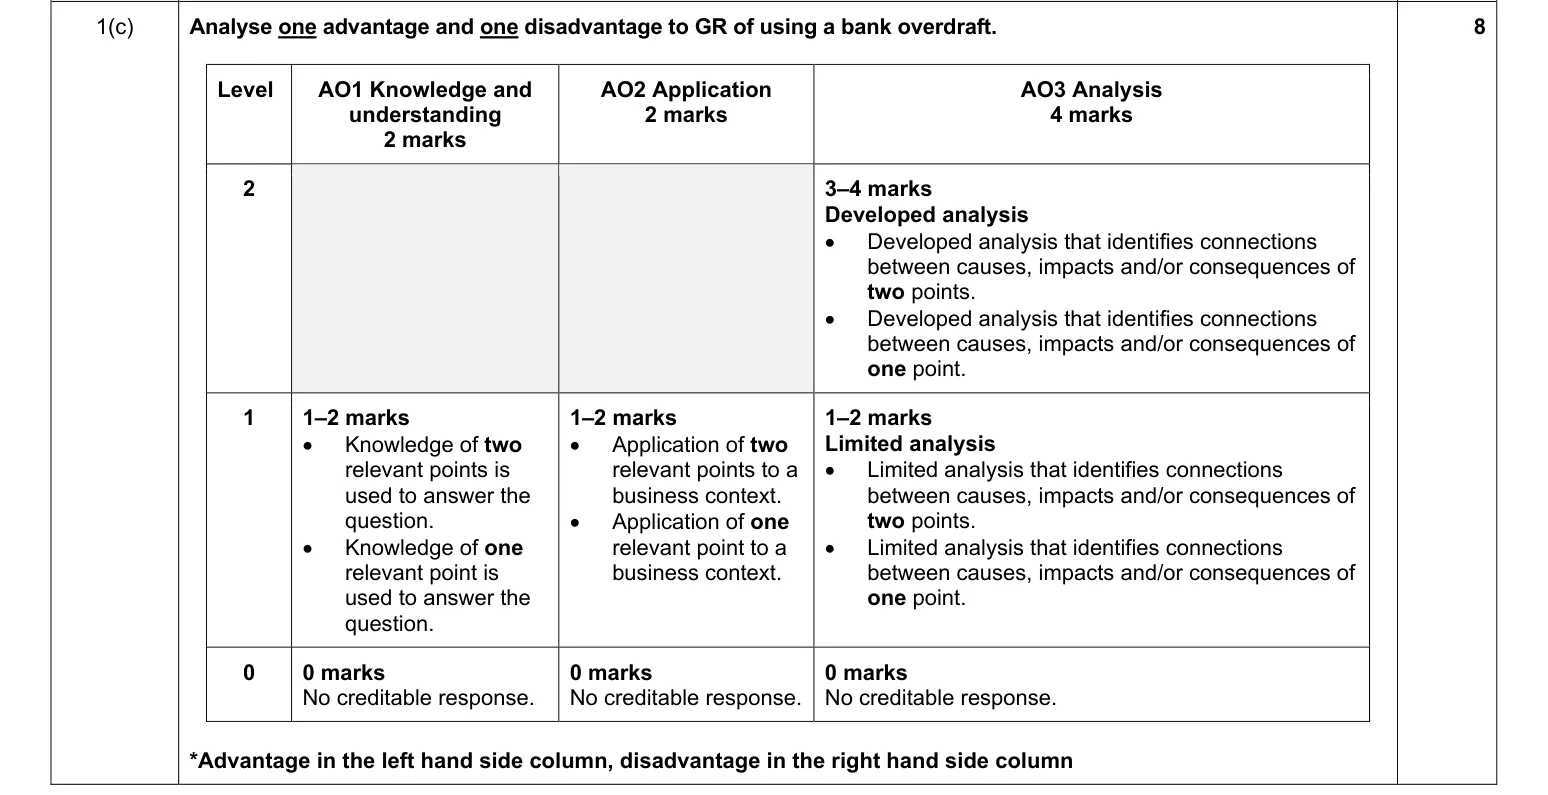 1(c)
Analyse one advantage and one disadvantage to GR of using a bank overdraft.
8
Level
AO1 Knowledge and
understanding
2 marks
AO2 Application
2 marks
AO3 Analysis
4 marks
2
3–4 marks
Developed analysis
• Developed analysis that identifies connections
between causes, impacts and/or consequences of
two points.
• Developed analysis that identifies connections
between causes, impacts and/or consequences of
one point.
1
1–2 marks
• Knowledge of two
relevant points is
used to answer the
question.
• Knowledge of one
relevant point is
used to answer the
question.
1–2 marks
• Application of two
relevant points to a
business context.
• Application of one
relevant point to a
business context.
1–2 marks
Limited analysis
• Limited analysis that identifies connections
between causes, impacts and/or consequences of
two points.
• Limited analysis that identifies connections
between causes, impacts and/or consequences of
one point.
0
0 marks
No creditable response.
0 marks
No creditable response.
0 marks
No creditable response.
*Advantage in the left hand side column, disadvantage in the right hand side column